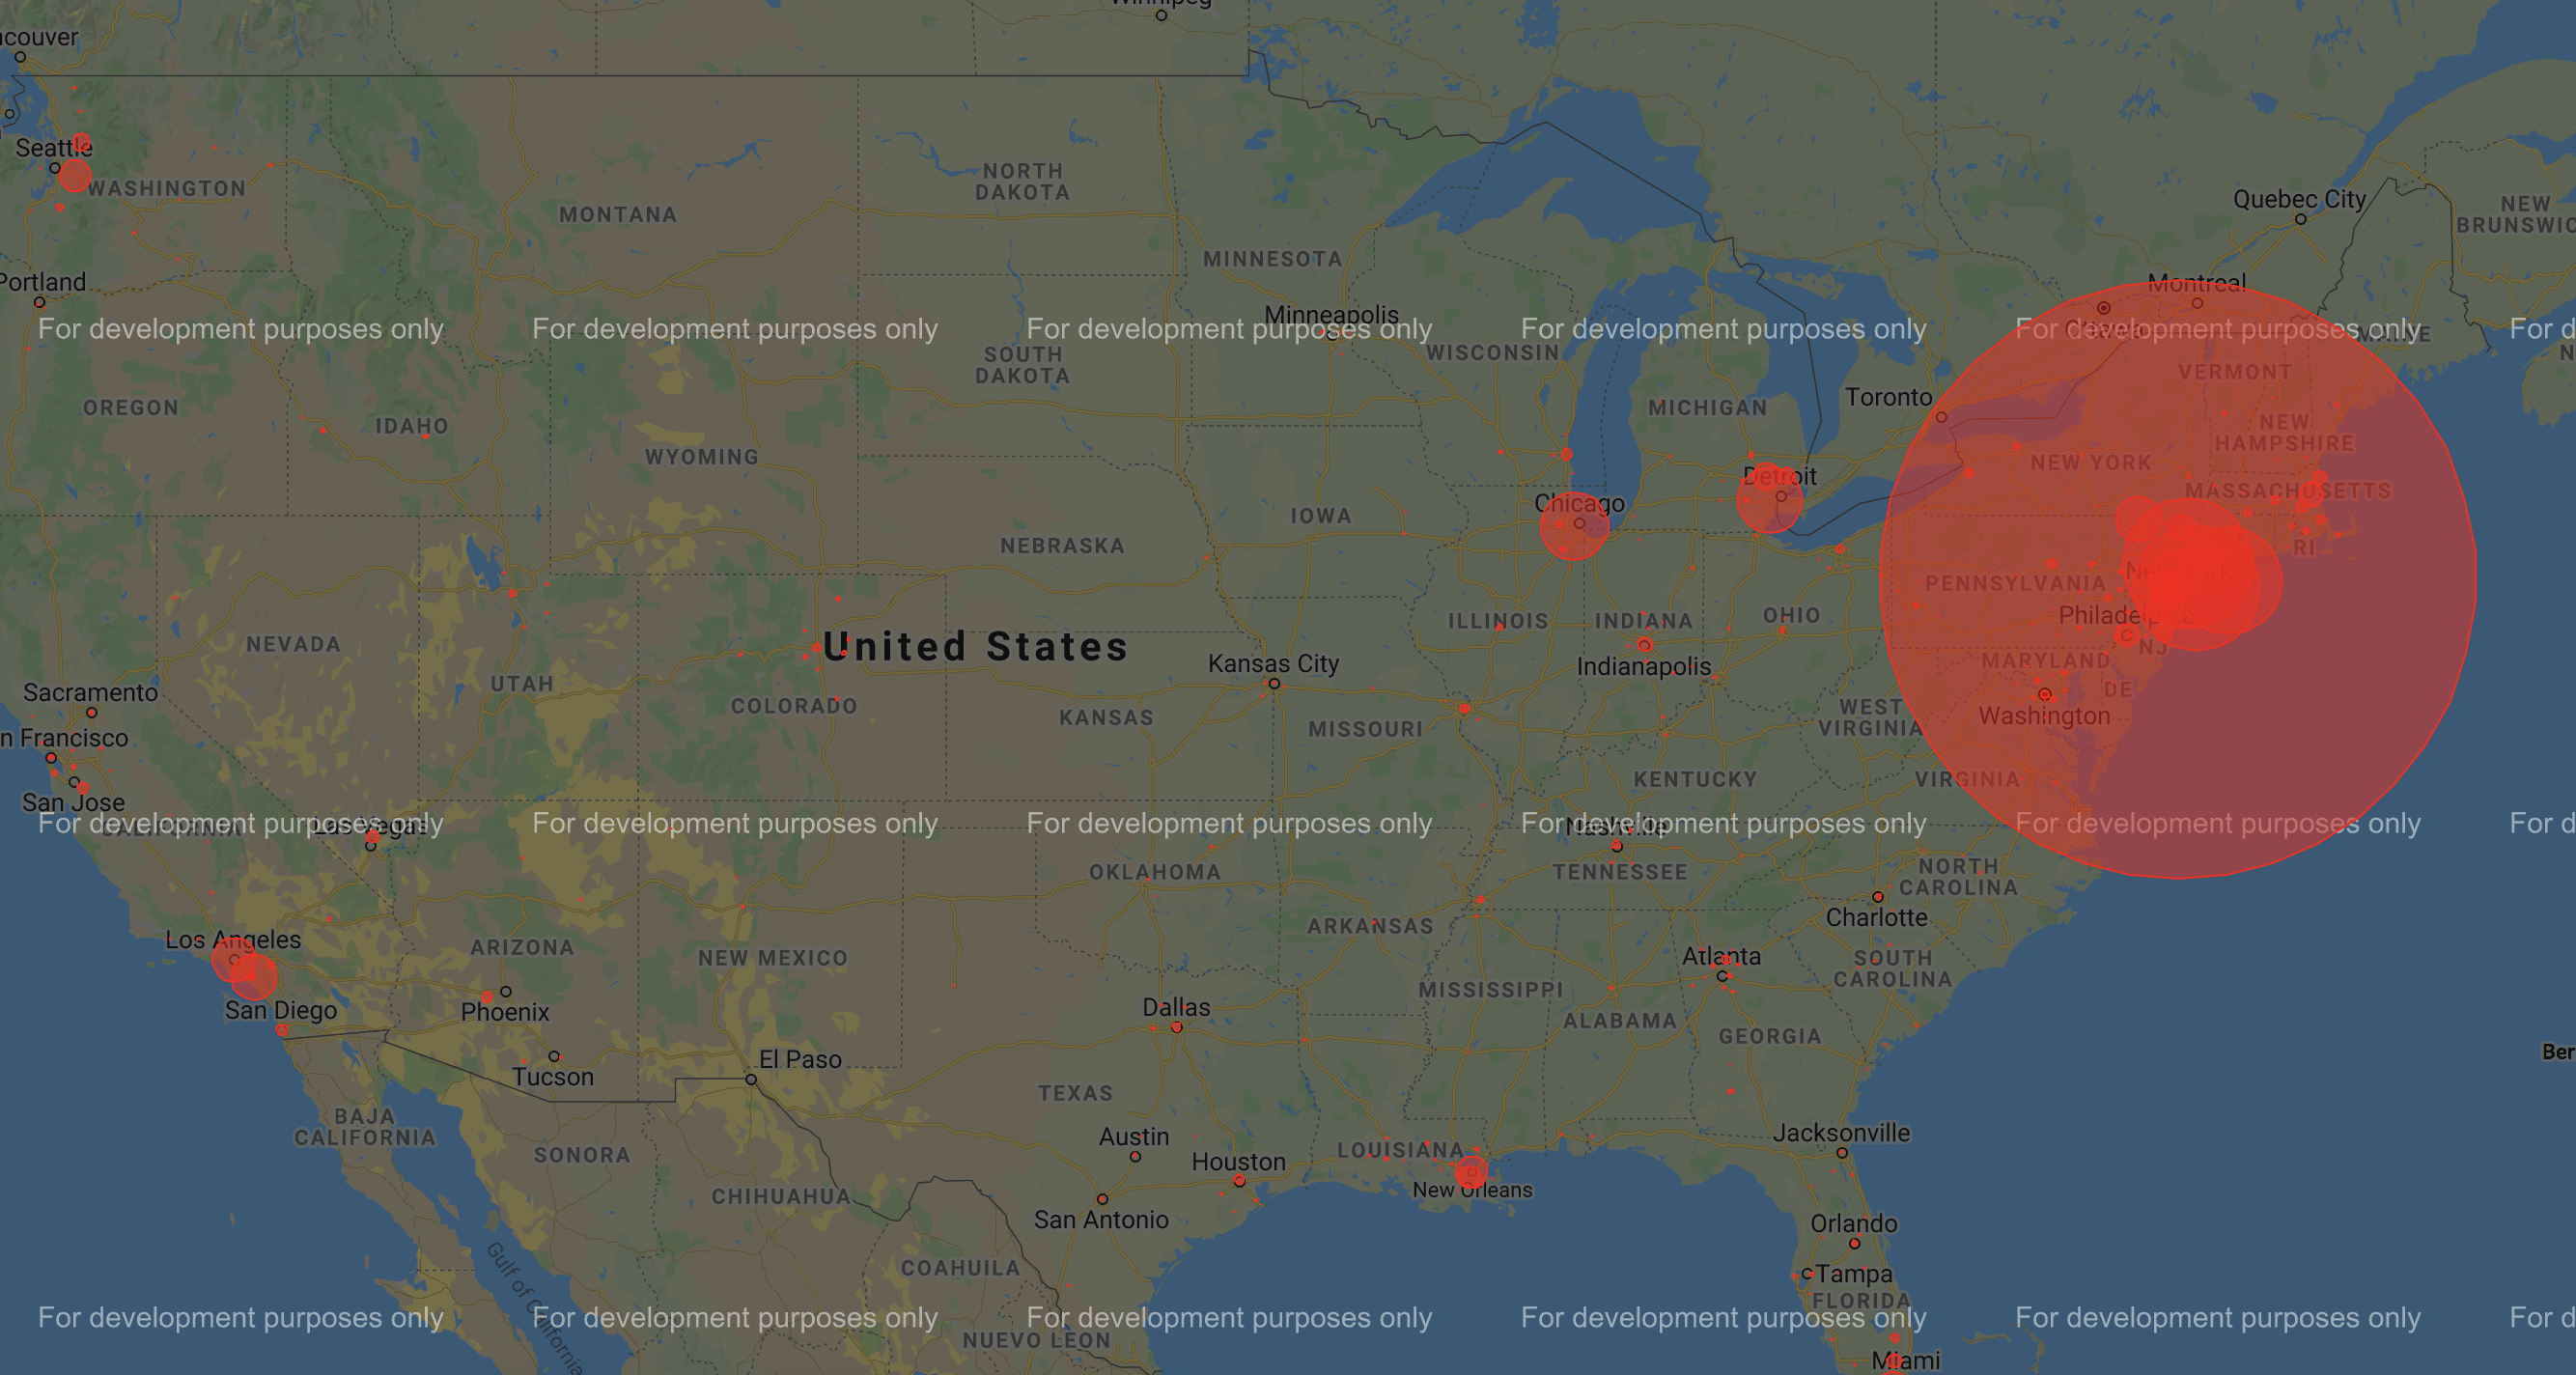 Winnipeg
ncouver
Seattle
WASHINGTON
MONTANA
NORTH
DAKOTA
MINNESOTA
Quebec City
NEW
BRUNSWIC
Portland
Minneapolis
Montreal
Ottawa
MAINE
N
For development purposes only
For development purposes only
For development purposes only
For development purposes only
For development purposes only
For d
SOUTH
DAKOTA
WISCONSIN
VERMONT
OREGON
IDAHO
MICHIGAN
Toronto
NEW
HAMPSHIRE
WYOMING
NEW YORK
Detroit
MASSACHUSETTS
Chicago
IOWA
NEBRASKA
CT
RI
New York
PENNSYLVANIA
Philadelphia
ILLINOIS
INDIANA
OHIO
NEVADA
United States
NJ
Kansas City
Indianapolis
MARYLAND
UTAH
DE
Sacramento
COLORADO
KANSAS
MISSOURI
WEST
VIRGINIA
Washington
n Francisco
KENTUCKY
VIRGINIA
San Jose
CALIFORNIA
Las Vegas
Nashville
For development purposes only
For development purposes only
For development purposes only
For development purposes only
For development purposes only
For d
OKLAHOMA
TENNESSEE
NORTH
CAROLINA
Los Angeles
ARIZONA
NEW MEXICO
ARKANSAS
Charlotte
Atlanta
SOUTH
CAROLINA
San Diego
Phoenix
Dallas
MISSISSIPPI
ALABAMA
GEORGIA
Ber
Tucson
El Paso
TEXAS
BAJA
CALIFORNIA
SONORA
Austin
Houston
LOUISIANA
Jacksonville
CHIHUAHUA
New Orleans
San Antonio
Orlando
COAHUILA
Gulf of California
Tampa
FLORIDA
For development purposes only
For development purposes only
For development purposes only
For development purposes only
For development purposes only
For d
NUEVO LEON
Miami